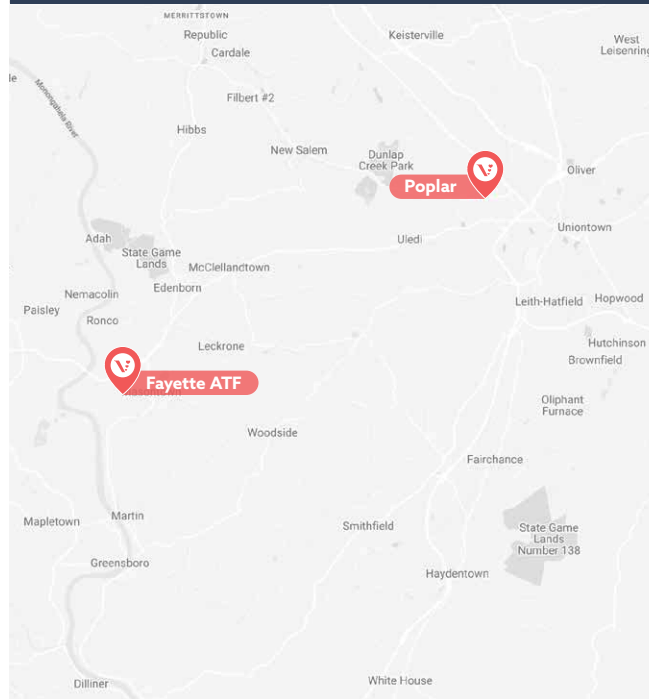 MERRITTSTOWN
Republic
Keisterville
West
Leisenring
Cardale
le
Monongahela River
Filbert #2
Hibbs
New Salem
Dunlap
Creek Park
Oliver
Poplar
Uniontown
Adah
Uledi
State Game
Lands
McClellandtown
Edenborn
Nemacolin
Leith-Hatfield
Hopwood
Paisley
Ronco
Hutchinson
Leckrone
Brownfield
Fayette ATF
Oliphant
Furnace
Woodside
Fairchance
Mapletown
Martin
Smithfield
State Game
Lands
Number 138
Greensboro
Haydentown
White House
Dilliner